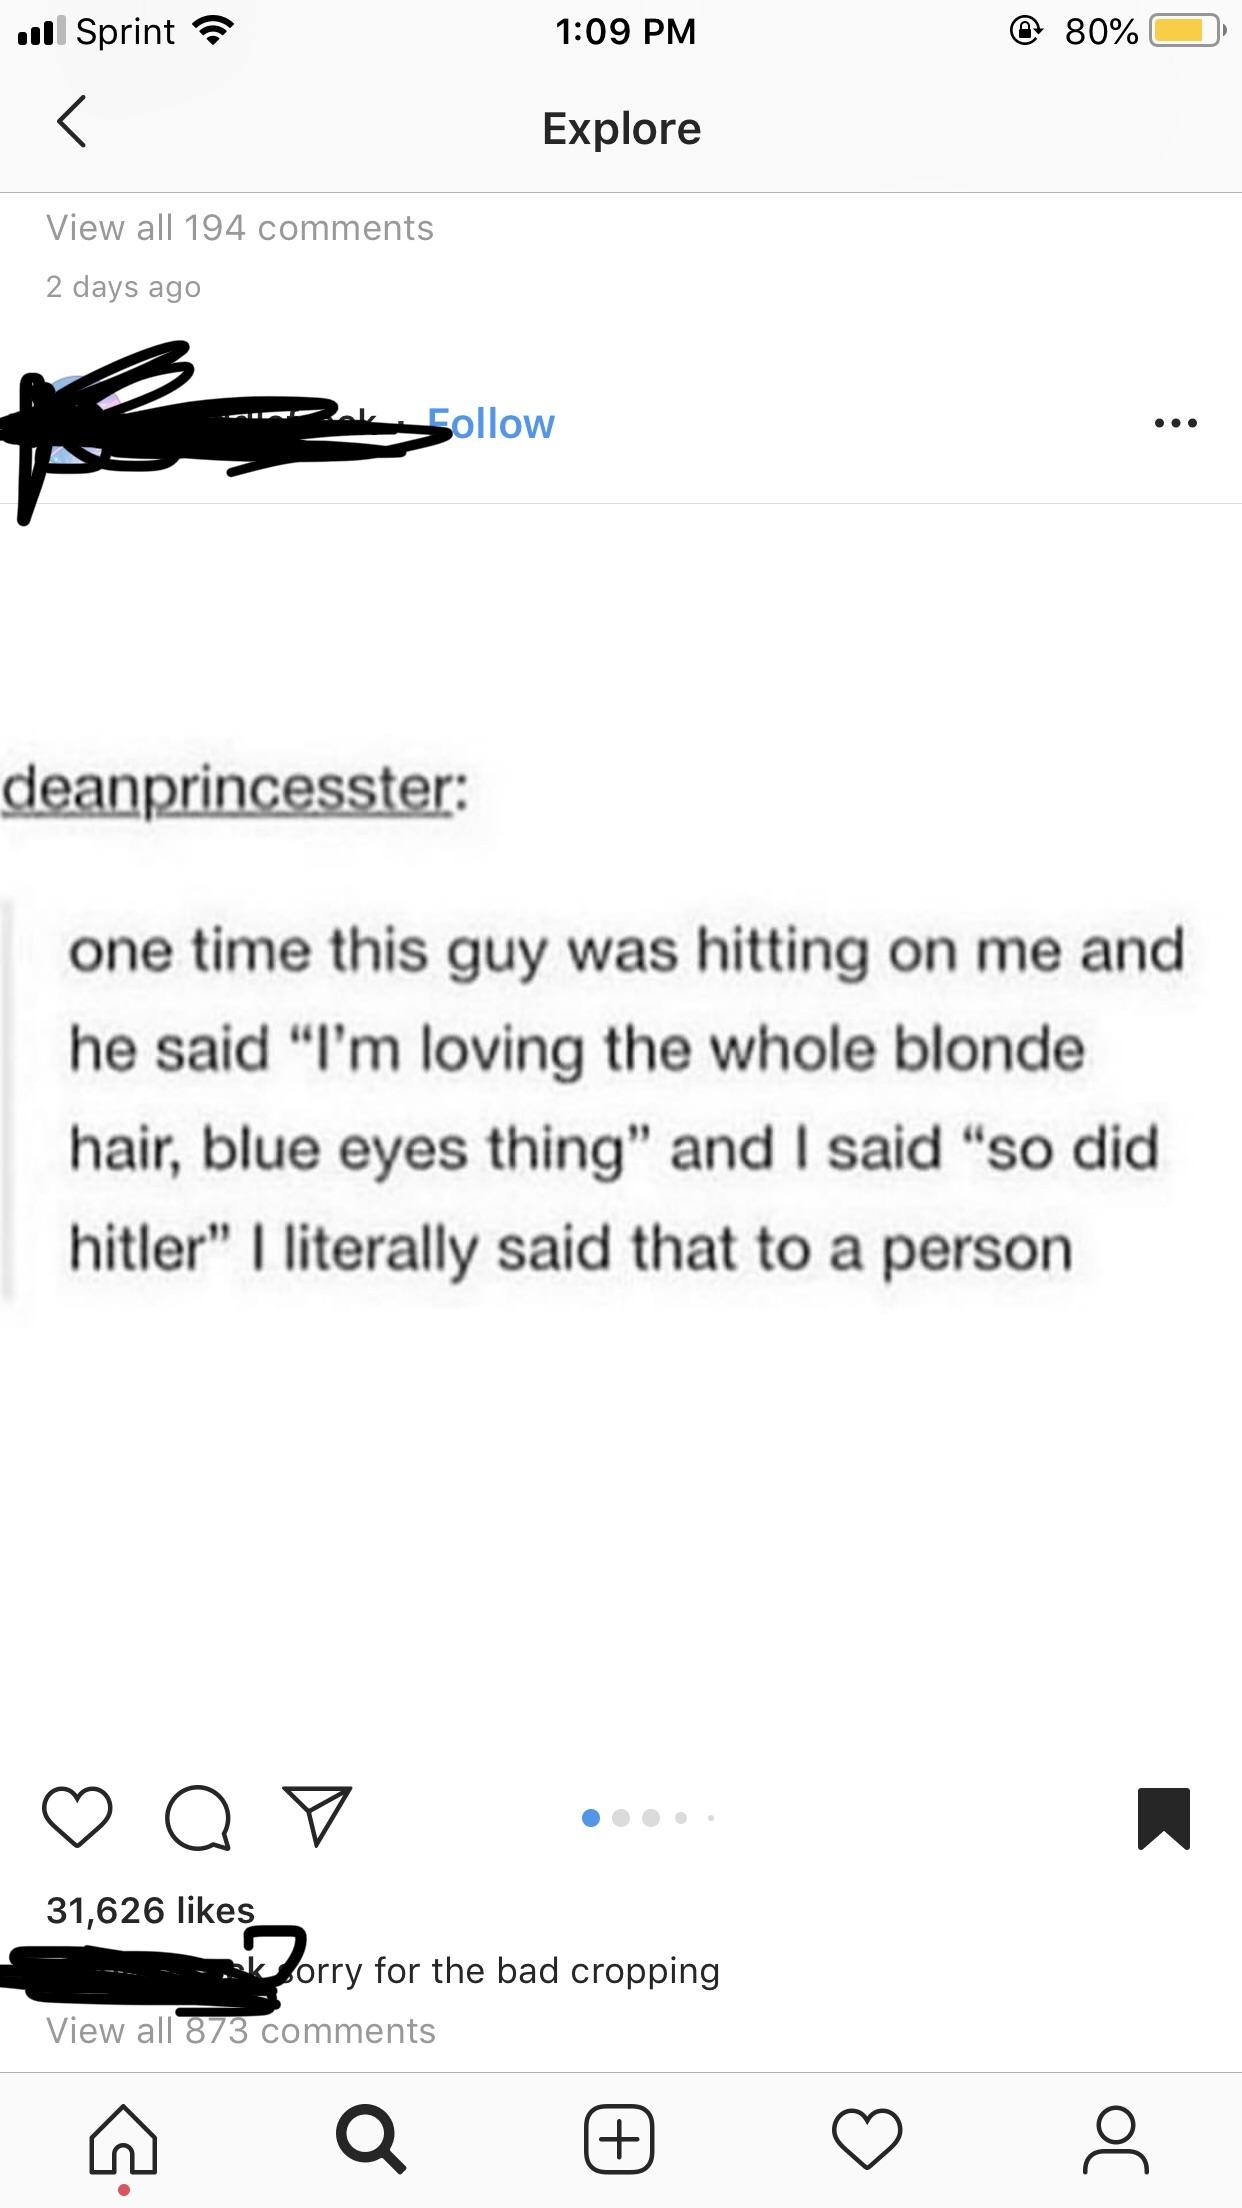 Sprint 1:09 PM 80%
Explore
View all 194 comments
2 days ago
Follow
deanprincesster:
one time this guy was hitting on me and
he said “I’m loving the whole blonde
hair, blue eyes thing” and I said “so did
hitler” I literally said that to a person
31,626 likes
sorry for the bad cropping
View all 873 comments